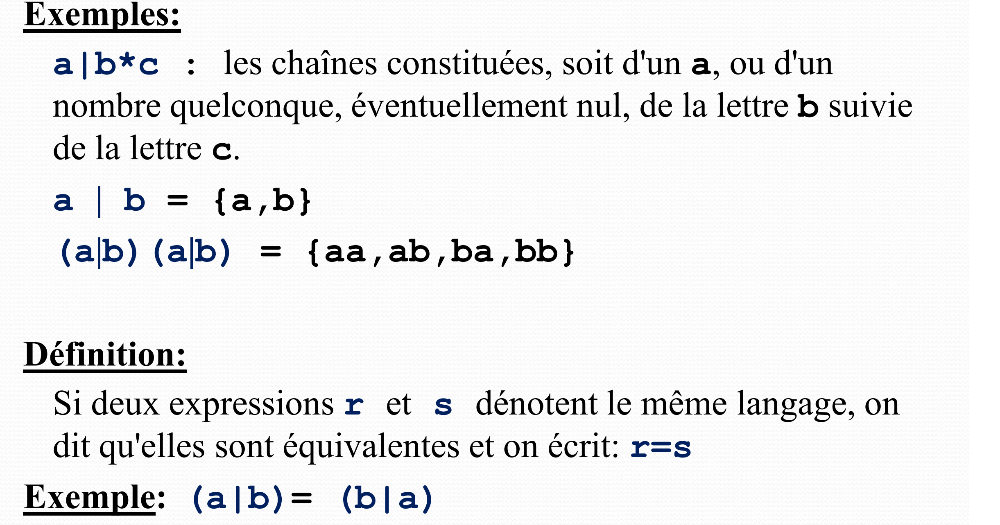 Exemples:
a|b*c : les chaînes constituées, soit d'un a, ou d'un
nombre quelconque, éventuellement nul, de la lettre b suivie
de la lettre c.
a | b = {a,b}
(a|b)(a|b) = {aa,ab,ba,bb}
Définition:
Si deux expressions r et s dénotent le même langage, on
dit qu'elles sont équivalentes et on écrit: r=s
Exemple: (a|b)= (b|a)